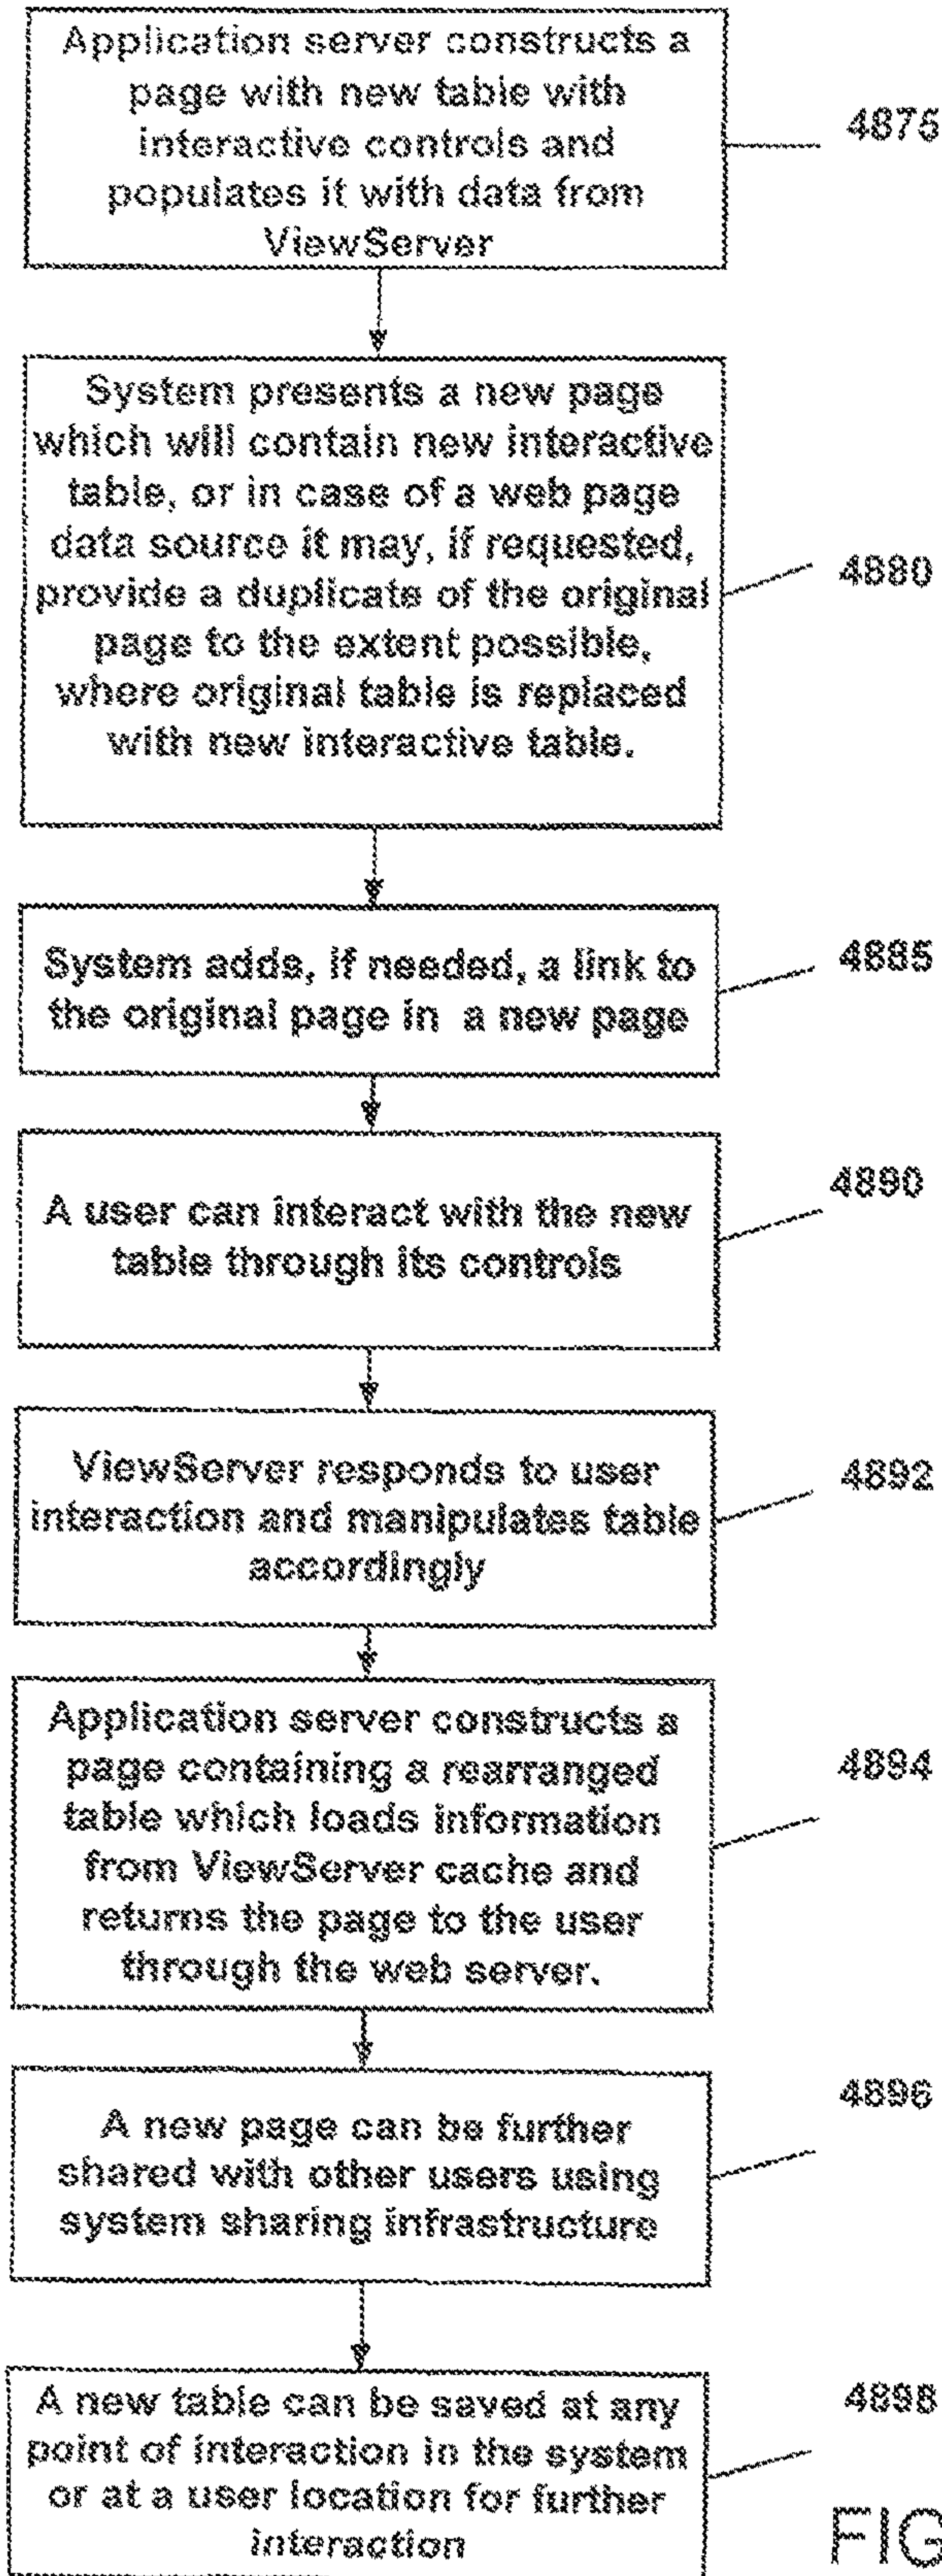 Application server constructs a
page with new table with
interactive controls and
populates it with data from
ViewServer
4875
System presents a new page
which will contain new interactive
table, or in case of a web page
data source it may, if requested,
provide a duplicate of the original
page to the extent possible,
where original table is replaced
with new interactive table.
4880
System adds, if needed, a link to
the original page in a new page
4885
A user can interact with the new
table through its controls
4890
ViewServer responds to user
interaction and manipulates table
accordingly
4892
Application server constructs a
page containing a rearranged
table which loads information
from ViewServer cache and
returns the page to the user
through the web server.
4894
A new page can be further
shared with other users using
system sharing infrastructure
4896
A new table can be saved at any
point of interaction in the system
or at a user location for further
interaction
4898
FIG